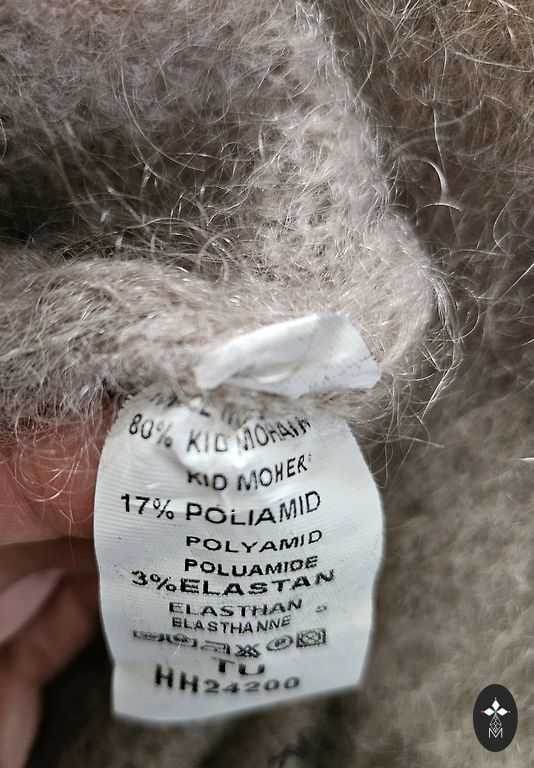 80% KID MOHAIR
KID MOHER
17% POLIAMID
POLYAMID
POLUAMIDE
3%ELASTAN
ELASTHAN
ELASTHANNE
TU
HH24200
M